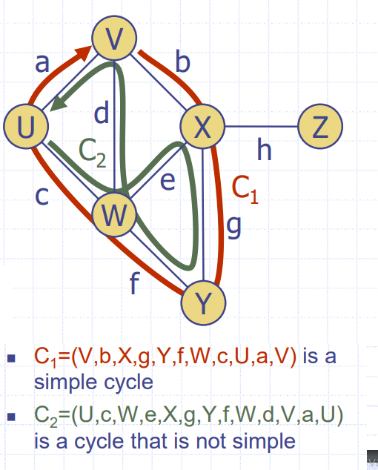 V
a
b
U
d
X
Z
C₂
h
e
c
C₁
W
g
f
Y
C₁=(V,b,X,g,Y,f,W,c,U,a,V) is a
simple cycle
C₂=(U,c,W,e,X,g,Y,f,W,d,V,a,U)
is a cycle that is not simple